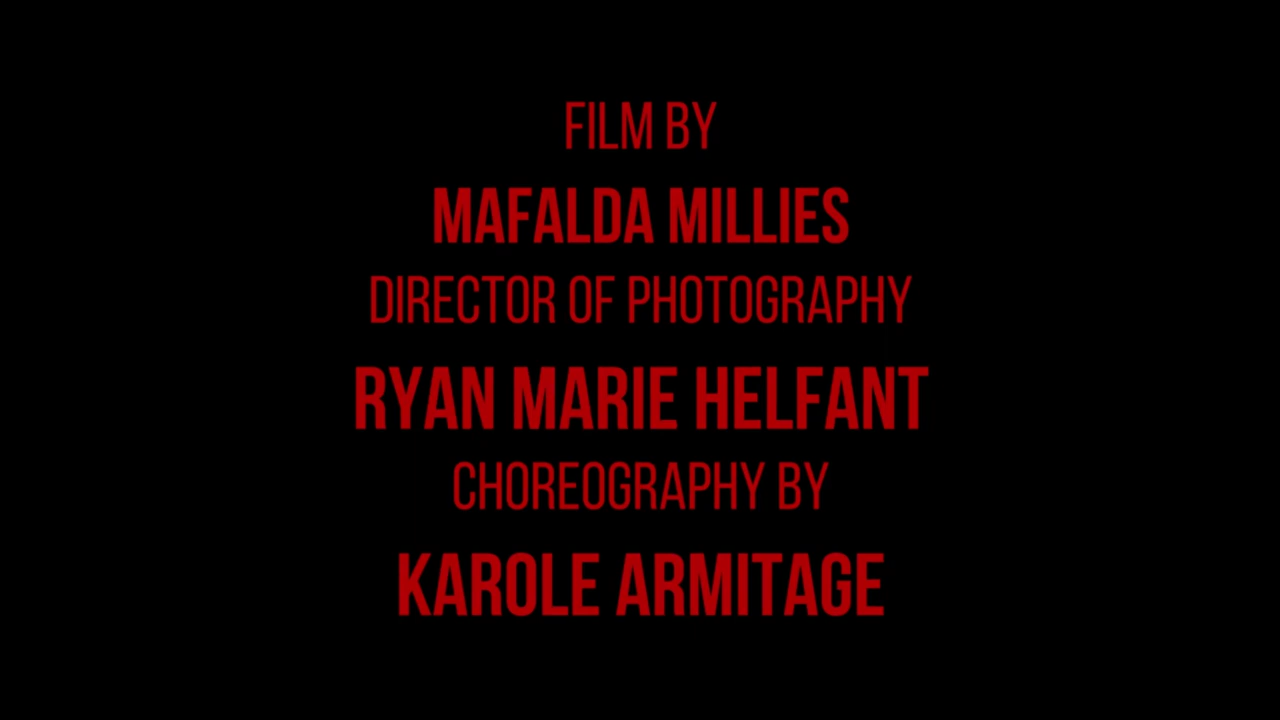 FILM BY
MAFALDA MILLIES
DIRECTOR OF PHOTOGRAPHY
RYAN MARIE HELFANT
CHOREOGRAPHY BY
KAROLE ARMITAGE